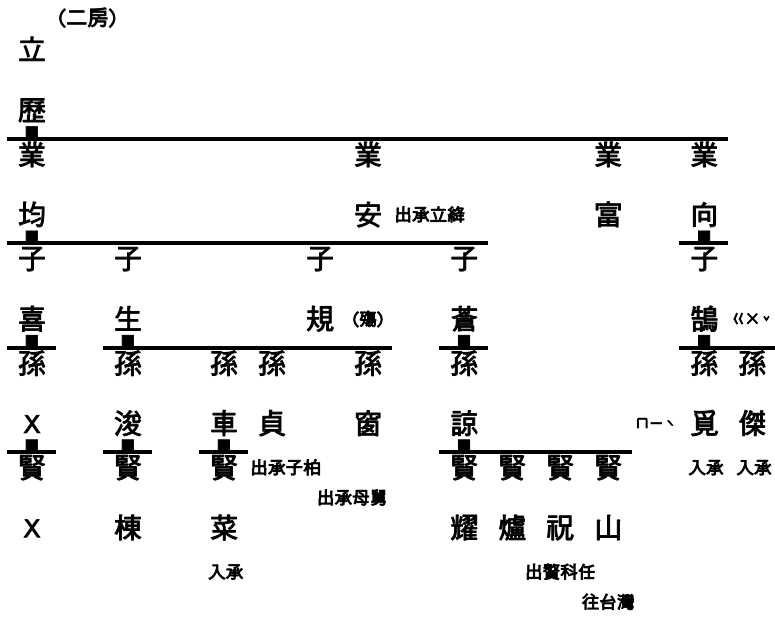 （二房）
立歷
業均
業安 出承立絳
業富
業向
子喜
子生
子規 （殤）
子蒼
子鵠 ㄍㄨˇ
孫X
孫浚
孫車
孫貞 出承子柏
孫窗 出承母舅
孫諒
孫覓 ㄇㄧˋ 入承
孫傑 入承
賢X
賢棟
賢菜 入承
賢耀
賢爐
賢祝 出贅科任
賢山 往台灣